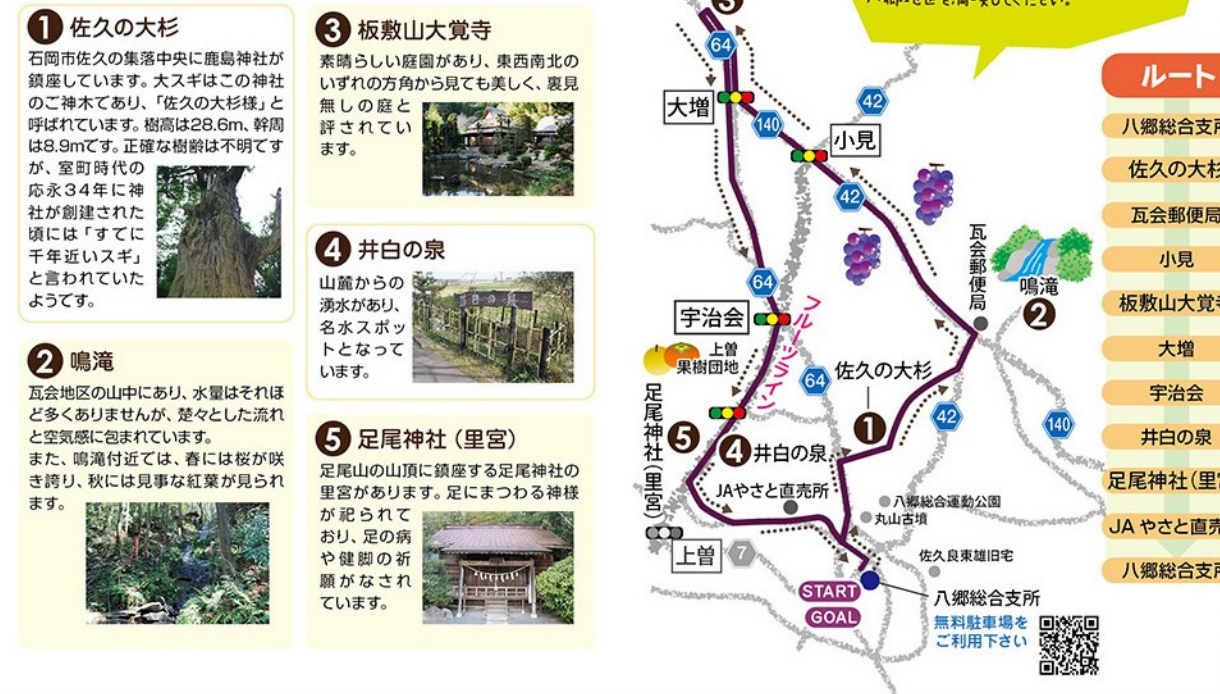 1 佐久の大杉
石岡市佐久の集落中央に鹿島神社が
鎮座しています。大スギはこの神社
のご神木であり、「佐久の大杉様」と
呼ばれています。樹高は28.6m、幹周
は8.9mです。正確な樹齢は不明です
が、室町時代の
応永34年に神
社が創建された
頃には「すでに
千年近いスギ」
と言われていた
ようです。
2 鳴滝
瓦会地区の山中にあり、水量はそれほ
ど多くありませんが、楚々とした流れ
と空気感に包まれています。
また、鳴滝付近では、春には桜が咲
き誇り、秋には見事な紅葉が見られ
ます。
3 板敷山大覚寺
素晴らしい庭園があり、東西南北の
いずれの方角から見ても美しく、裏見
無しの庭と
評されてい
ます。
4 井白の泉
山麓からの
湧水があり、
名水スポッ
トとなって
います。
5 足尾神社（里宮）
足尾山の山頂に鎮座する足尾神社の
里宮があります。足にまつわる神様
が祀られて
おり、足の病
や健脚の祈
願がなされ
ています。
3
64
大増
140
42
小見
42
64
瓦会郵便局
鳴滝
2
宇治会
フルーツライン
上曽
果樹団地
64
佐久の大杉
1
42
140
足尾神社（里宮）
5
4 井白の泉
JAやさと直売所
八郷総合運動公園
丸山古墳
上曽
7
佐久良東雄旧宅
START
GOAL
八郷総合支所
無料駐車場を
ご利用下さい
ルート
八郷総合支所
佐久の大杉
瓦会郵便局
小見
板敷山大覚寺
大増
宇治会
井白の泉
足尾神社(里宮
JA やさと直売
八郷総合支所